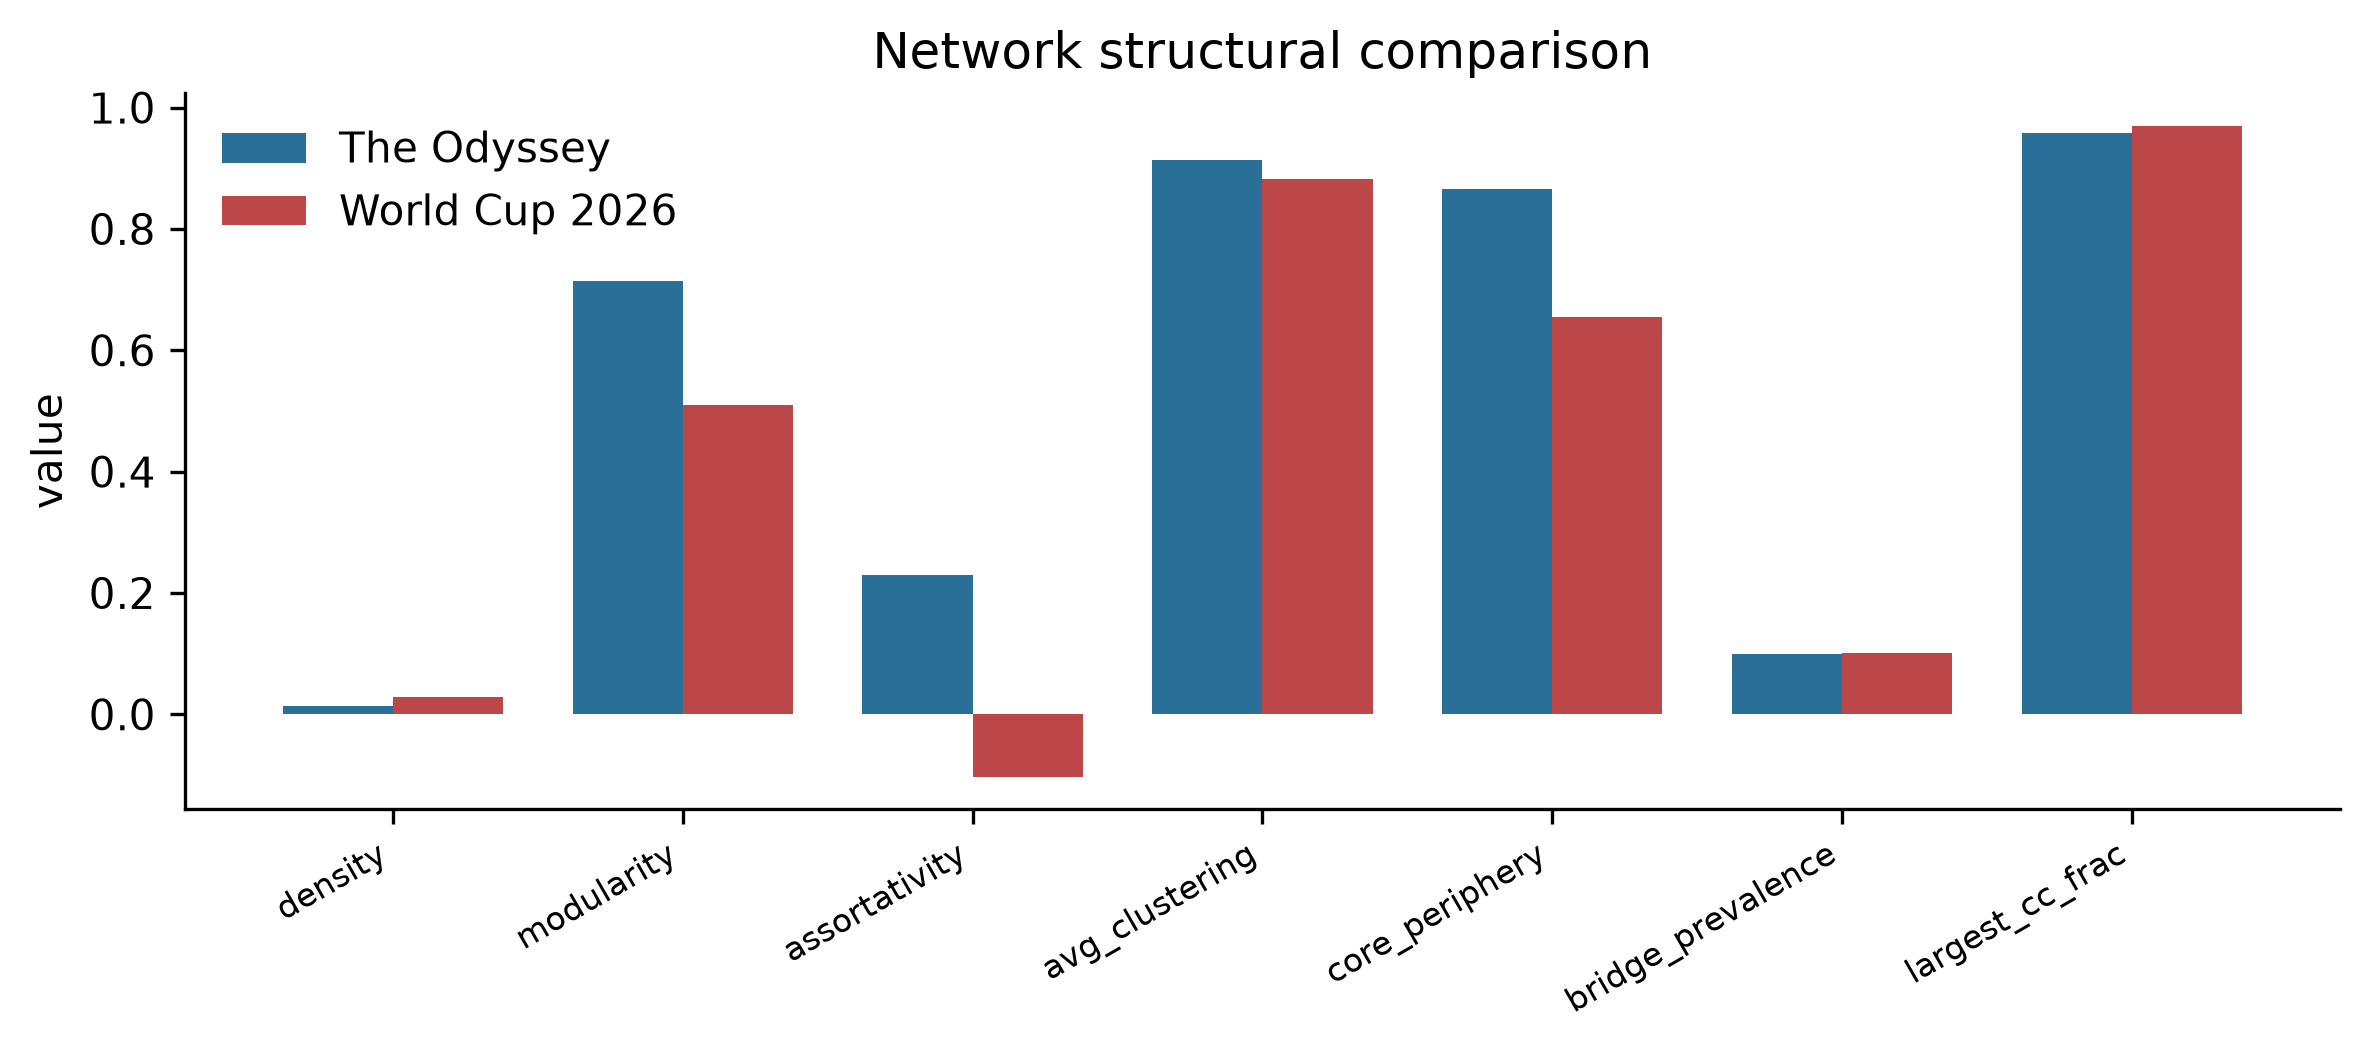 Network structural comparison
The Odyssey
World Cup 2026
value
1.0
0.8
0.6
0.4
0.2
0.0
density
modularity
assortativity
avg_clustering
core_periphery
bridge_prevalence
largest_cc_frac